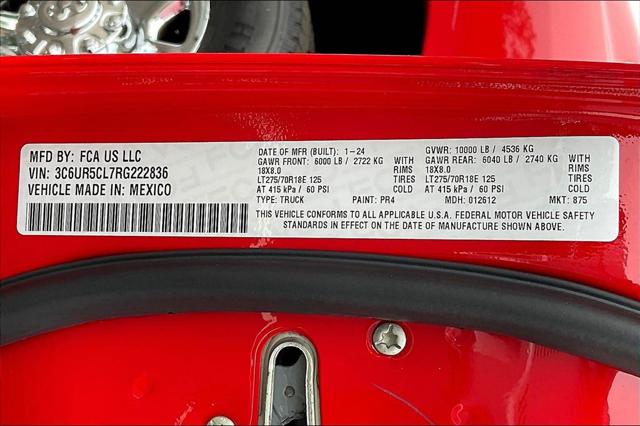 MFD BY: FCA US LLC
VIN: 3C6UR5CL7RG222836
VEHICLE MADE IN: MEXICO
DATE OF MFR (BUILT): 1-24 GVWR: 10000 LB / 4536 KG
GAWR FRONT: 6000 LB / 2722 KG WITH GAWR REAR: 6040 LB / 2740 KG WITH
18X8.0 RIMS 18X8.0 RIMS
LT275/70R18E 125 TIRES LT275/70R18E 125 TIRES
AT 415 kPa / 60 PSI COLD AT 415 kPa / 60 PSI COLD
TYPE: TRUCK PAINT: PR4 MDH: 012612 MKT: 875
THIS VEHICLE CONFORMS TO ALL APPLICABLE U.S.A. FEDERAL MOTOR VEHICLE SAFETY
STANDARDS IN EFFECT ON THE DATE OF MANUFACTURE SHOWN ABOVE.